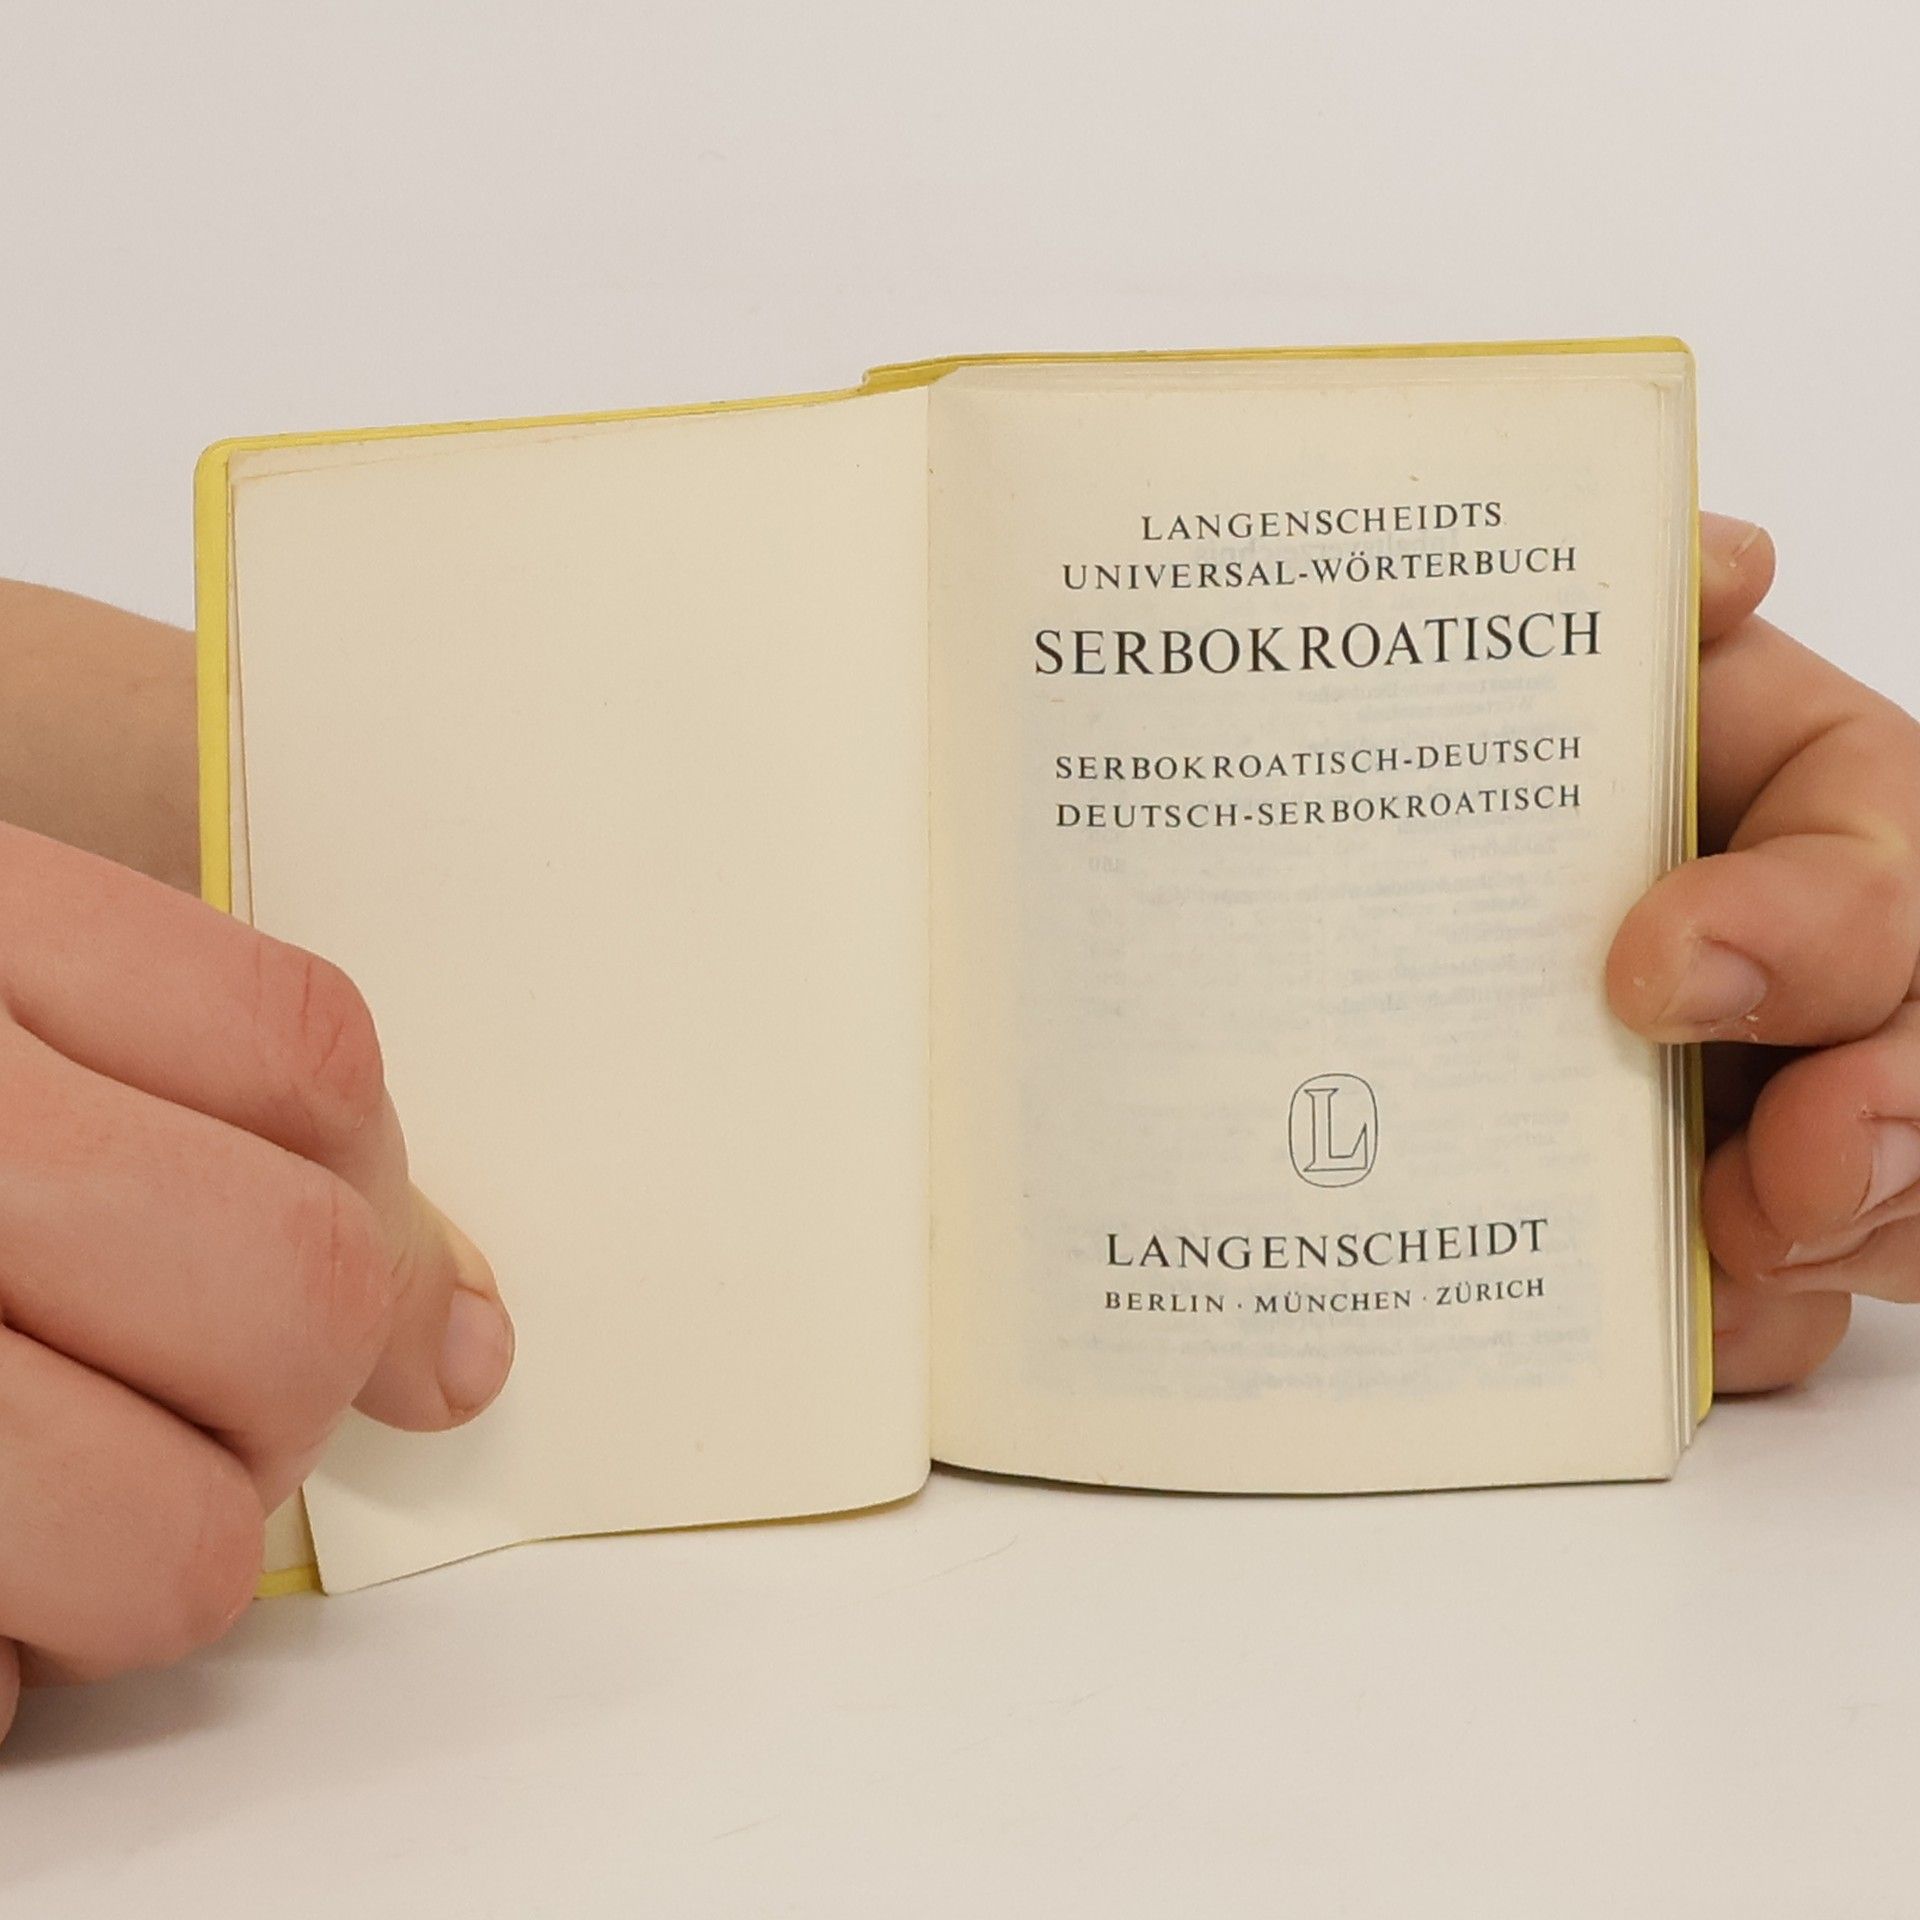 LANGENSCHEIDTS
UNIVERSAL-WÖRTERBUCH
SERBOKROATISCH
SERBOKROATISCH-DEUTSCH
DEUTSCH-SERBOKROATISCH
L
LANGENSCHEIDT
BERLIN · MÜNCHEN · ZÜRICH